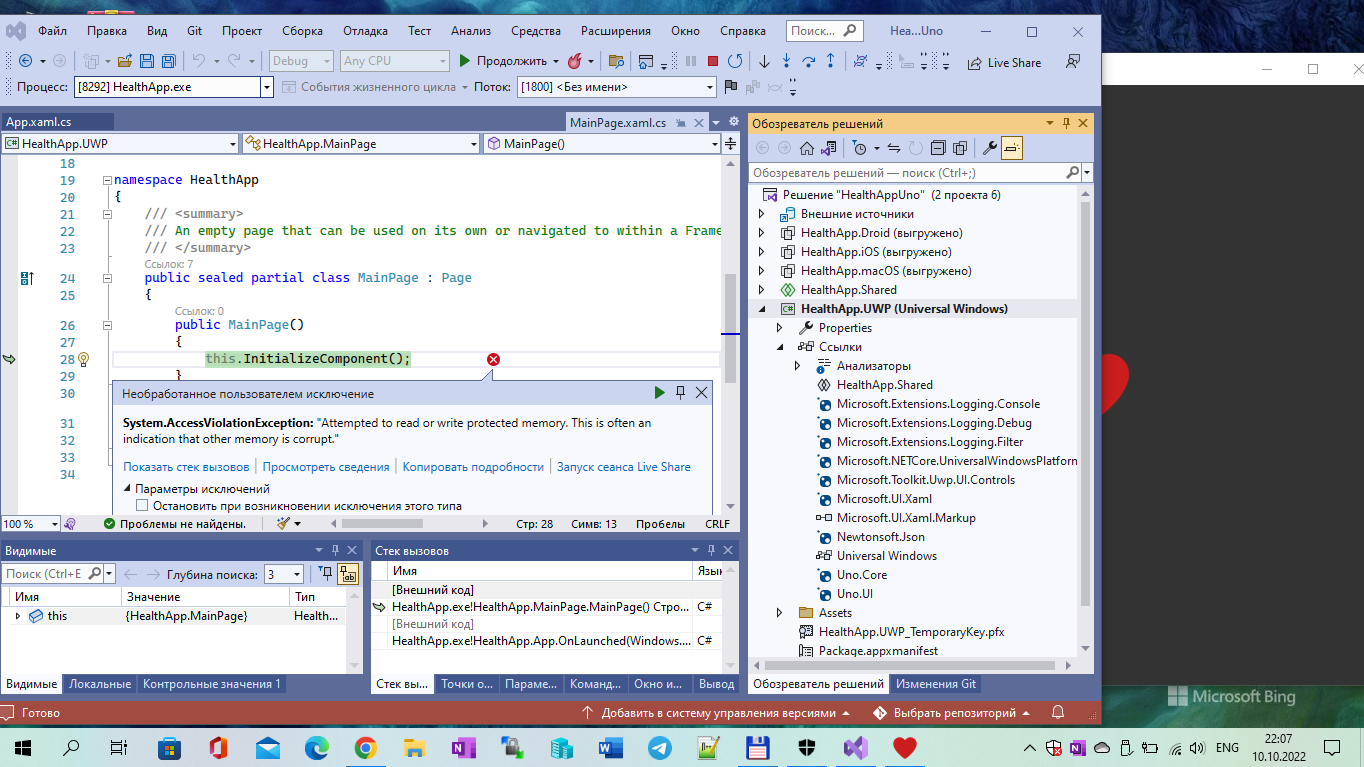 Файл Правка Вид Git Проект Сборка Отладка Тест Анализ Средства Расширения Окно Справка Поиск... Hea...Uno
Debug Any CPU Продолжить Live Share
Процесс: [8292] HealthApp.exe События жизненного цикла Поток: [1800] <Без имени>
App.xaml.cs MainPage.xaml.cs
HealthApp.UWP HealthApp.MainPage MainPage()
18
19 namespace HealthApp
20 {
21 /// <summary>
22 /// An empty page that can be used on its own or navigated to within a Frame
23 /// </summary>
Ссылок: 7
24 public sealed partial class MainPage : Page
25 {
Ссылок: 0
26 public MainPage()
27 {
28 this.InitializeComponent();
29 }
30
31
32
33
34
Необработанное пользователем исключение
System.AccessViolationException: "Attempted to read or write protected memory. This is often an
indication that other memory is corrupt."
Показать стек вызовов Просмотреть сведения Копировать подробности Запуск сеанса Live Share
Параметры исключений
Остановить при возникновении исключения этого типа
100 % Проблемы не найдены. Стр: 28 Симв: 13 Пробелы CRLF
Видимые
Поиск (Ctrl+E Глубина поиска: 3
Имя Значение Тип
this {HealthApp.MainPage} Health...
Видимые Локальные Контрольные значения 1
Стек вызовов
Имя Язык
[Внешний код]
HealthApp.exe!HealthApp.MainPage.MainPage() Стро... C#
[Внешний код]
HealthApp.exe!HealthApp.App.OnLaunched(Windows.... C#
Стек вы... Точки о... Параме... Команд... Окно и... Вывод
Обозреватель решений
Обозреватель решений — поиск (Ctrl+;)
Решение "HealthAppUno" (2 проекта 6)
Внешние источники
HealthApp.Droid (выгружено)
HealthApp.iOS (выгружено)
HealthApp.macOS (выгружено)
HealthApp.Shared
C# HealthApp.UWP (Universal Windows)
Properties
Ссылки
Анализаторы
HealthApp.Shared
Microsoft.Extensions.Logging.Console
Microsoft.Extensions.Logging.Debug
Microsoft.Extensions.Logging.Filter
Microsoft.NETCore.UniversalWindowsPlatform
Microsoft.Toolkit.Uwp.UI.Controls
Microsoft.UI.Xaml
Microsoft.UI.Xaml.Markup
Newtonsoft.Json
Universal Windows
Uno.Core
Uno.UI
Assets
HealthApp.UWP_TemporaryKey.pfx
Package.appxmanifest
Обозреватель решений Изменения Git
Готово Добавить в систему управления версиями Выбрать репозиторий
Microsoft Bing
ENG 22:07
10.10.2022